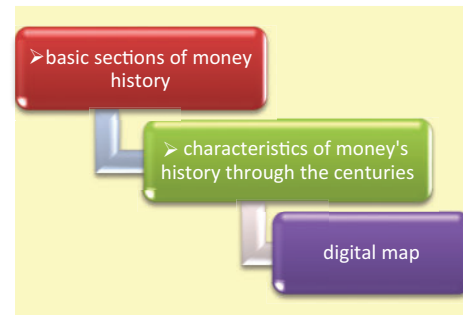 ➢basic sections of money
history
➢ characteristics of money's
history through the centuries
digital map